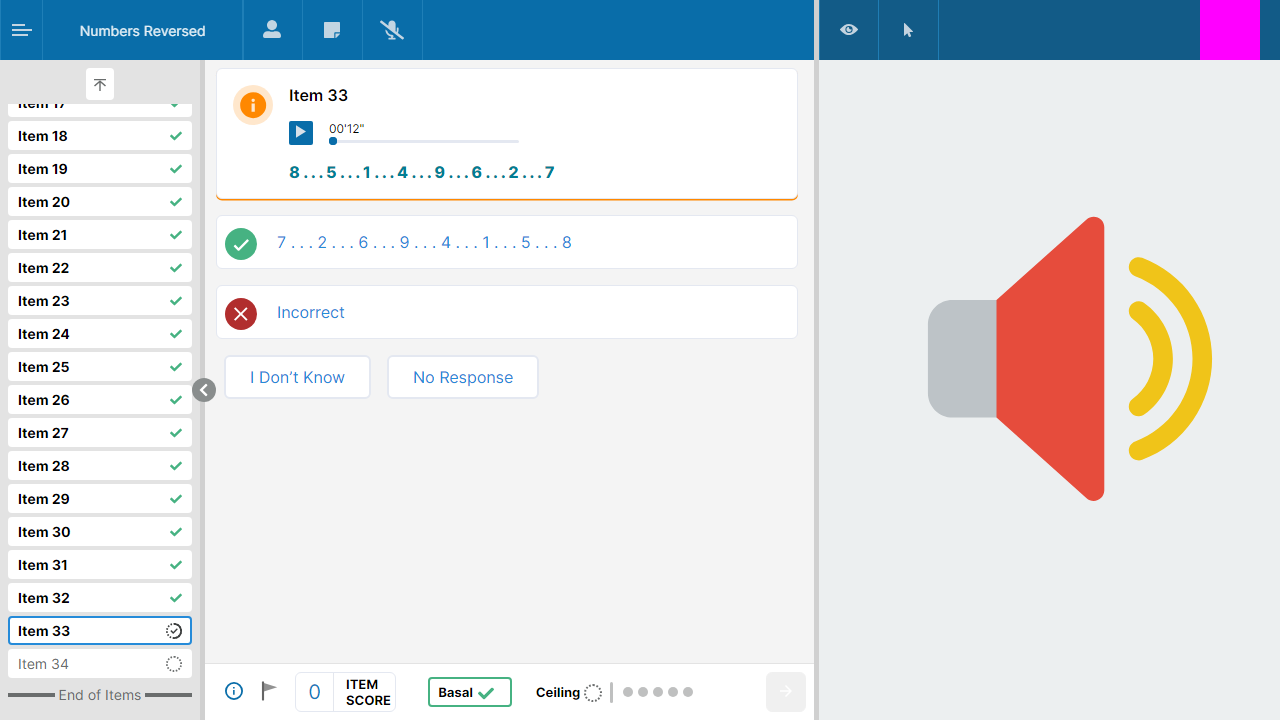 Numbers Reversed
Item 17
Item 18
Item 19
Item 20
Item 21
Item 22
Item 23
Item 24
Item 25
Item 26
Item 27
Item 28
Item 29
Item 30
Item 31
Item 32
Item 33
Item 34
End of Items
Item 33
00'12"
8...5...1...4...9...6...2...7
7...2...6...9...4...1...5...8
Incorrect
I Don't Know
No Response
0
ITEM
SCORE
Basal
Ceiling